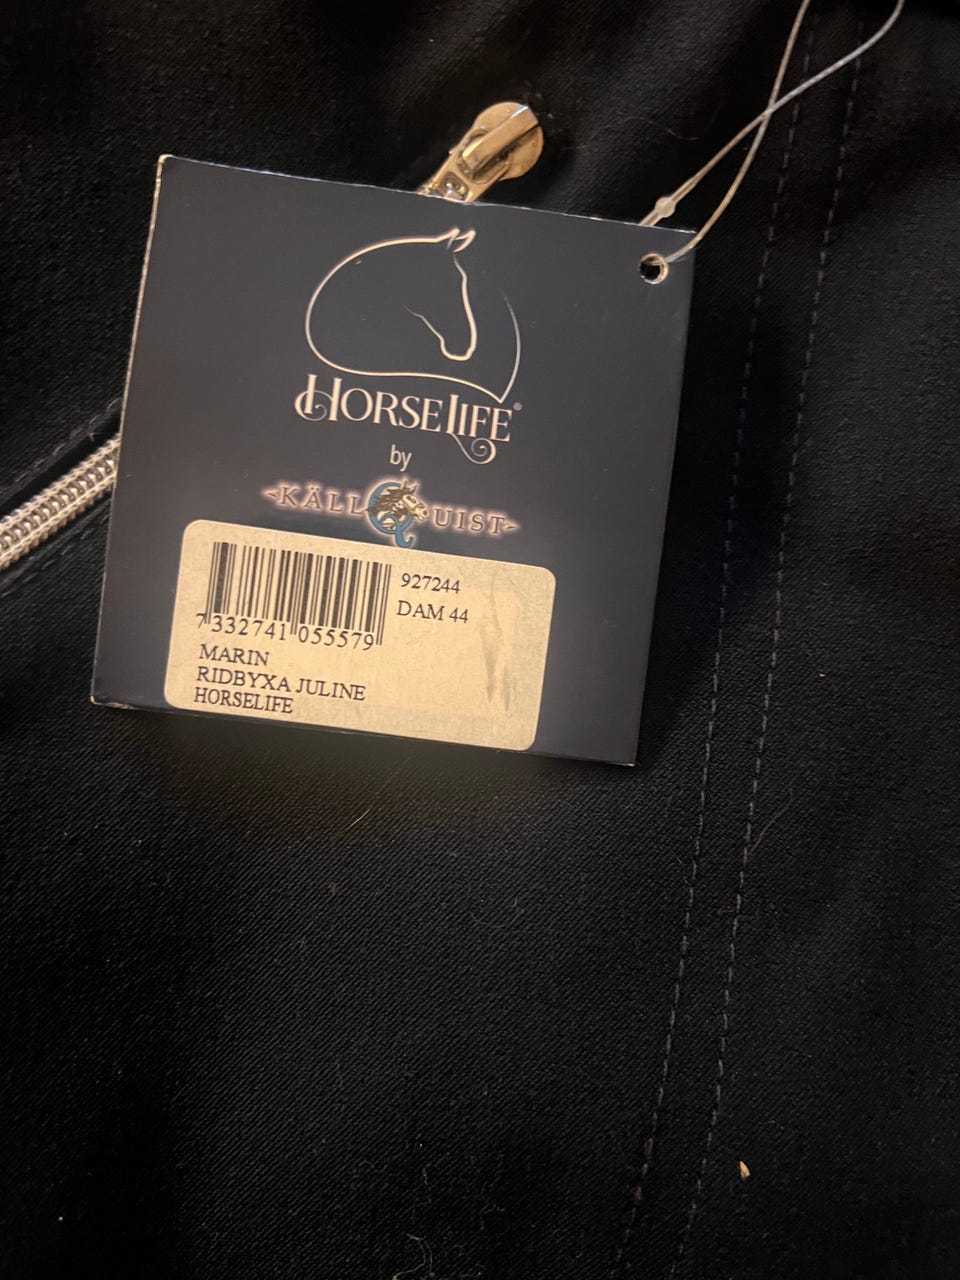 HORSELIFE®
by
KÄLLQUIST
927244
DAM 44
7 332741 055579
MARIN
RIDBYXA JULINE
HORSELIFE